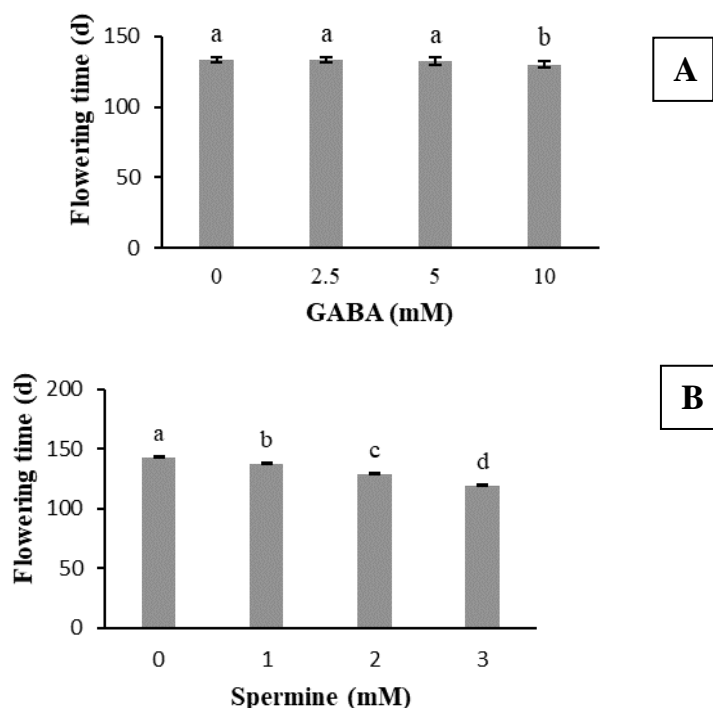 A
Flowering time (d)
150
100
50
0
a a a b
0 2.5 5 10
GABA (mM)
B
Flowering time (d)
200
150
100
50
0
a b c d
0 1 2 3
Spermine (mM)